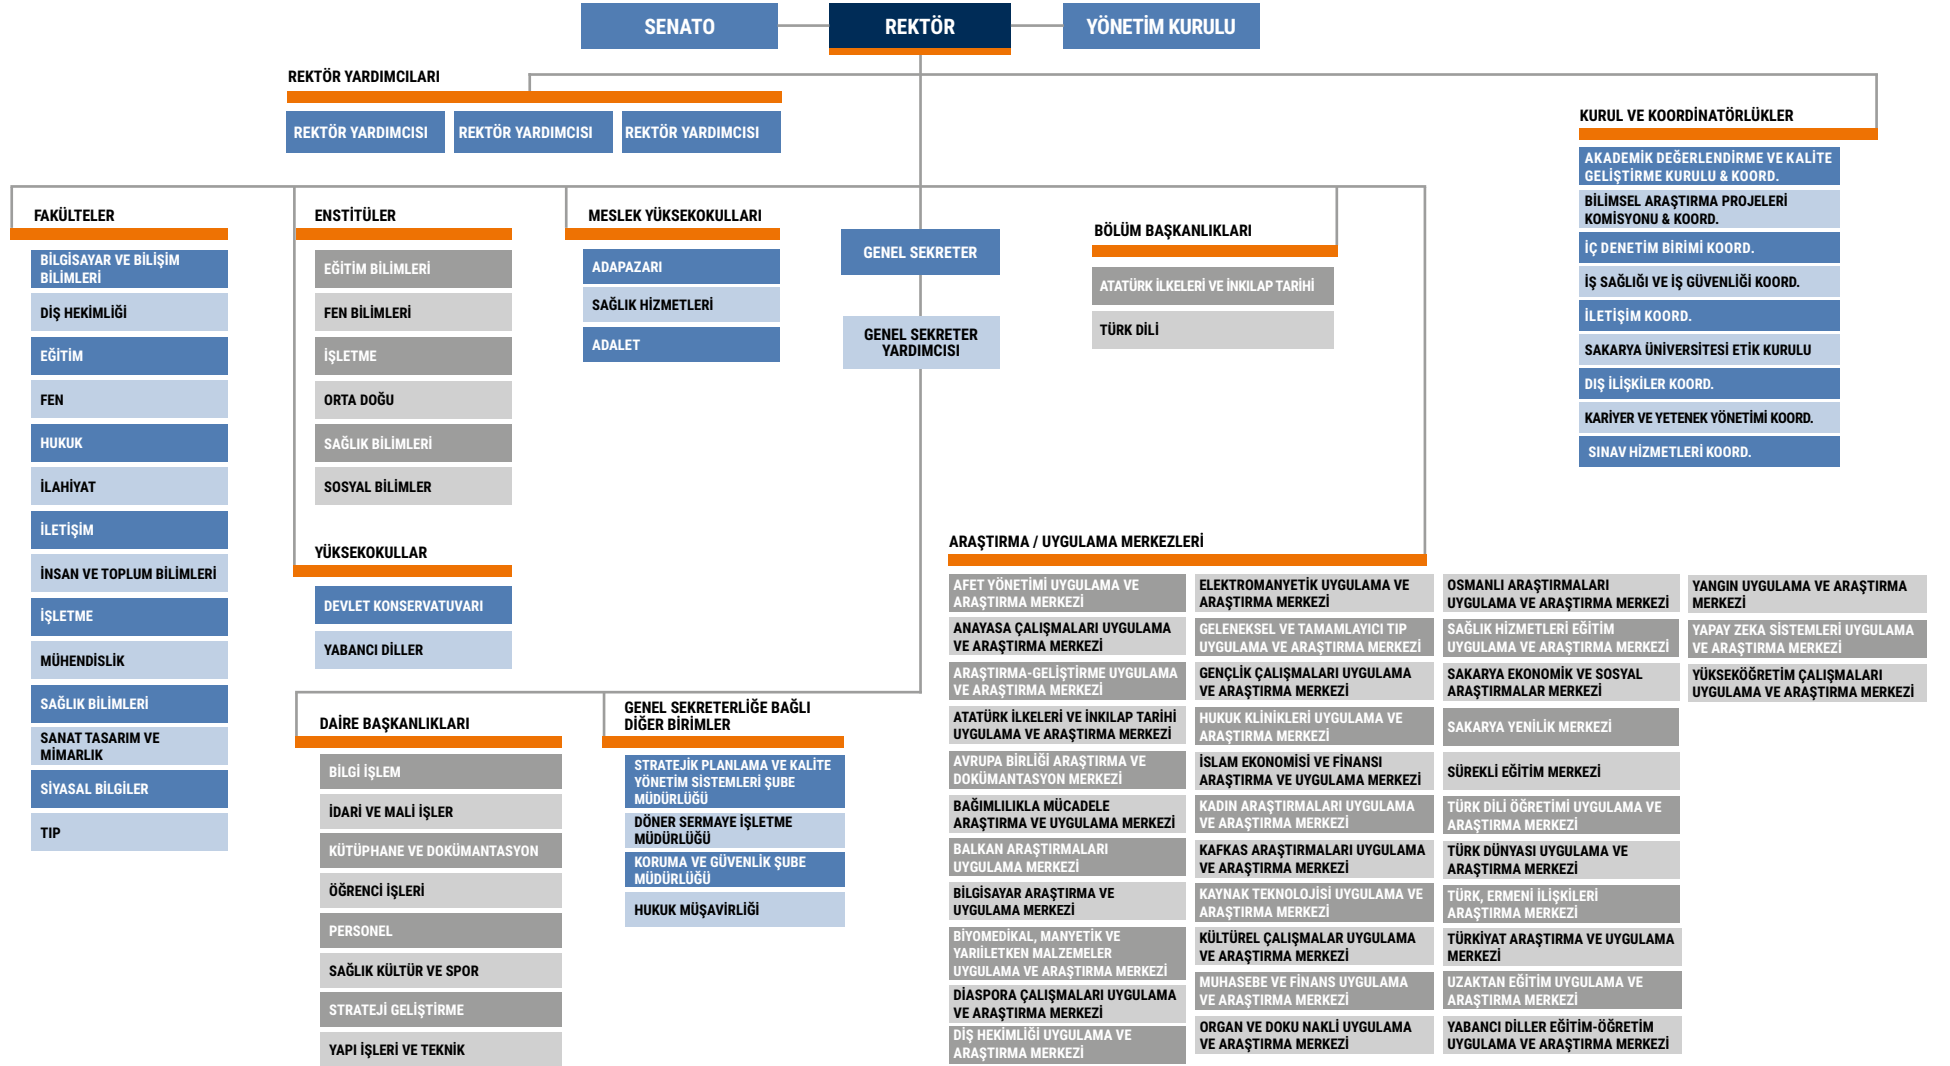 SENATO
REKTÖR
YÖNETİM KURULU
REKTÖR YARDIMCILARI
REKTÖR YARDIMCISI
REKTÖR YARDIMCISI
REKTÖR YARDIMCISI
KURUL VE KOORDİNATÖRLÜKLER
AKADEMİK DEĞERLENDİRME VE KALİTE
GELİŞTİRME KURULU & KOORD.
BİLİMSEL ARAŞTIRMA PROJELERİ
KOMİSYONU & KOORD.
İÇ DENETİM BİRİMİ KOORD.
İŞ SAĞLIĞI VE İŞ GÜVENLİĞİ KOORD.
İLETİŞİM KOORD.
SAKARYA ÜNİVERSİTESİ ETİK KURULU
DIŞ İLİŞKİLER KOORD.
KARİYER VE YETENEK YÖNETİMİ KOORD.
SINAV HİZMETLERİ KOORD.
FAKÜLTELER
BİLGİSAYAR VE BİLİŞİM
BİLİMLERİ
DİŞ HEKİMLİĞİ
EĞİTİM
FEN
HUKUK
İLAHİYAT
İLETİŞİM
İNSAN VE TOPLUM BİLİMLERİ
İŞLETME
MÜHENDİSLİK
SAĞLIK BİLİMLERİ
SANAT TASARIM VE
MİMARLIK
SİYASAL BİLGİLER
TIP
ENSTİTÜLER
EĞİTİM BİLİMLERİ
FEN BİLİMLERİ
İŞLETME
ORTA DOĞU
SAĞLIK BİLİMLERİ
SOSYAL BİLİMLER
YÜKSEKOKULLAR
DEVLET KONSERVATUVARI
YABANCI DİLLER
MESLEK YÜKSEKOKULLARI
ADAPAZARI
SAĞLIK HİZMETLERİ
ADALET
GENEL SEKRETER
GENEL SEKRETER
YARDIMCISI
BÖLÜM BAŞKANLIKLARI
ATATÜRK İLKELERİ VE İNKILAP TARİHİ
TÜRK DİLİ
DAİRE BAŞKANLIKLARI
BİLGİ İŞLEM
İDARİ VE MALİ İŞLER
KÜTÜPHANE VE DOKÜMANTASYON
ÖĞRENCİ İŞLERİ
PERSONEL
SAĞLIK KÜLTÜR VE SPOR
STRATEJİ GELİŞTİRME
YAPI İŞLERİ VE TEKNİK
GENEL SEKRETERLİĞE BAĞLI
DİĞER BİRİMLER
STRATEJİK PLANLAMA VE KALİTE
YÖNETİM SİSTEMLERİ ŞUBE
MÜDÜRLÜĞÜ
DÖNER SERMAYE İŞLETME
MÜDÜRLÜĞÜ
KORUMA VE GÜVENLİK ŞUBE
MÜDÜRLÜĞÜ
HUKUK MÜŞAVİRLİĞİ
ARAŞTIRMA / UYGULAMA MERKEZLERİ
AFET YÖNETİMİ UYGULAMA VE
ARAŞTIRMA MERKEZİ
ANAYASA ÇALIŞMALARI UYGULAMA
VE ARAŞTIRMA MERKEZİ
ARAŞTIRMA-GELİŞTİRME UYGULAMA
VE ARAŞTIRMA MERKEZİ
ATATÜRK İLKELERİ VE İNKILAP TARİHİ
UYGULAMA VE ARAŞTIRMA MERKEZİ
AVRUPA BİRLİĞİ ARAŞTIRMA VE
DOKÜMANTASYON MERKEZİ
BAĞIMLILIKLA MÜCADELE
ARAŞTIRMA VE UYGULAMA MERKEZİ
BALKAN ARAŞTIRMALARI
UYGULAMA MERKEZİ
BİLGİSAYAR ARAŞTIRMA VE
UYGULAMA MERKEZİ
BİYOMEDİKAL, MANYETİK VE
YARIİLETKEN MALZEMELER
UYGULAMA VE ARAŞTIRMA MERKEZİ
DİASPORA ÇALIŞMALARI UYGULAMA
VE ARAŞTIRMA MERKEZİ
DİŞ HEKİMLİĞİ UYGULAMA VE
ARAŞTIRMA MERKEZİ
ELEKTROMANYETİK UYGULAMA VE
ARAŞTIRMA MERKEZİ
GELENEKSEL VE TAMAMLAYICI TIP
UYGULAMA VE ARAŞTIRMA MERKEZİ
GENÇLİK ÇALIŞMALARI UYGULAMA
VE ARAŞTIRMA MERKEZİ
HUKUK KLİNİKLERİ UYGULAMA VE
ARAŞTIRMA MERKEZİ
İSLAM EKONOMİSİ VE FİNANSI
ARAŞTIRMA VE UYGULAMA MERKEZİ
KADIN ARAŞTIRMALARI UYGULAMA
VE ARAŞTIRMA MERKEZİ
KAFKAS ARAŞTIRMALARI UYGULAMA
VE ARAŞTIRMA MERKEZİ
KAYNAK TEKNOLOJİSİ UYGULAMA VE
ARAŞTIRMA MERKEZİ
KÜLTÜREL ÇALIŞMALAR UYGULAMA
VE ARAŞTIRMA MERKEZİ
MUHASEBE VE FİNANS UYGULAMA
VE ARAŞTIRMA MERKEZİ
ORGAN VE DOKU NAKLİ UYGULAMA
VE ARAŞTIRMA MERKEZİ
OSMANLI ARAŞTIRMALARI
UYGULAMA VE ARAŞTIRMA MERKEZİ
SAĞLIK HİZMETLERİ EĞİTİM
UYGULAMA VE ARAŞTIRMA MERKEZİ
SAKARYA EKONOMİK VE SOSYAL
ARAŞTIRMALAR MERKEZİ
SAKARYA YENİLİK MERKEZİ
SÜREKLİ EĞİTİM MERKEZİ
TÜRK DİLİ ÖĞRETİMİ UYGULAMA VE
ARAŞTIRMA MERKEZİ
TÜRK DÜNYASI UYGULAMA VE
ARAŞTIRMA MERKEZİ
TÜRK, ERMENİ İLİŞKİLERİ
ARAŞTIRMA MERKEZİ
TÜRKİYAT ARAŞTIRMA VE UYGULAMA
MERKEZİ
UZAKTAN EĞİTİM UYGULAMA VE
ARAŞTIRMA MERKEZİ
YABANCI DİLLER EĞİTİM-ÖĞRETİM
UYGULAMA VE ARAŞTIRMA MERKEZİ
YANGIN UYGULAMA VE ARAŞTIRMA
MERKEZİ
YAPAY ZEKA SİSTEMLERİ UYGULAMA
VE ARAŞTIRMA MERKEZİ
YÜKSEKÖĞRETİM ÇALIŞMALARI
UYGULAMA VE ARAŞTIRMA MERKEZİ